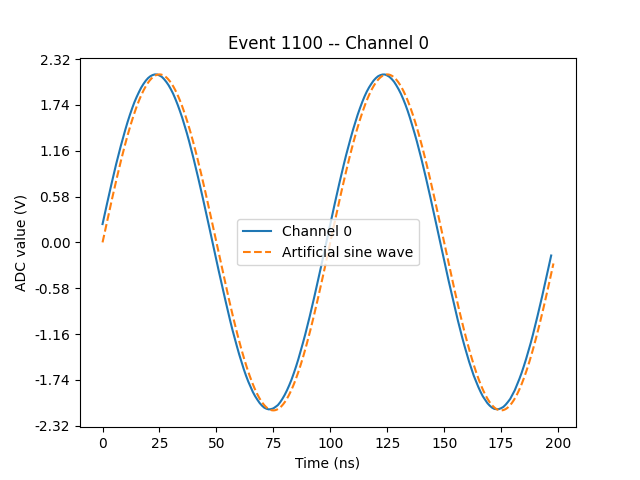 Event 1100 -- Channel 0
2.32
1.74
1.16
0.58
0.00
-0.58
-1.16
-1.74
-2.32
ADC value (V)
Channel 0
Artificial sine wave
0 25 50 75 100 125 150 175 200
Time (ns)